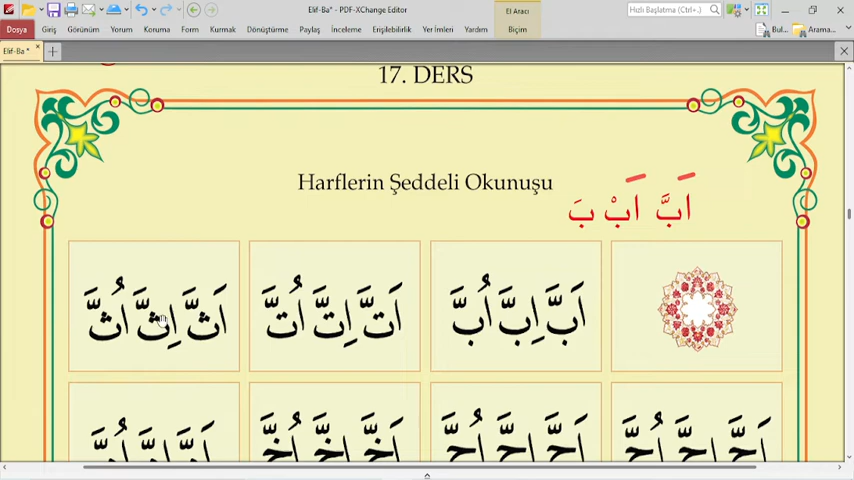 Elif-Ba* - PDF-XChange Editor
El Aracı
Hızlı Başlatma (Ctrl+.)
Dosya Giriş Görünüm Yorum Koruma Form Kurmak Dönüştürme Paylaş İnceleme Erişilebilirlik Yer İmleri Yardım Biçim Bul... Arama...
Elif-Ba *
17. DERS
Harflerin Şeddeli Okunuşu
اَبَّ اَبْ بَ
اَبَّ اِبَّ اُبَّ
اَتَّ اِتَّ اُتَّ
اَثَّ اِثَّ اُثَّ
اَجَّ اِجَّ اُجَّ
اَحَّ اِحَّ اُحَّ
اَخَّ اِخَّ اُخَّ